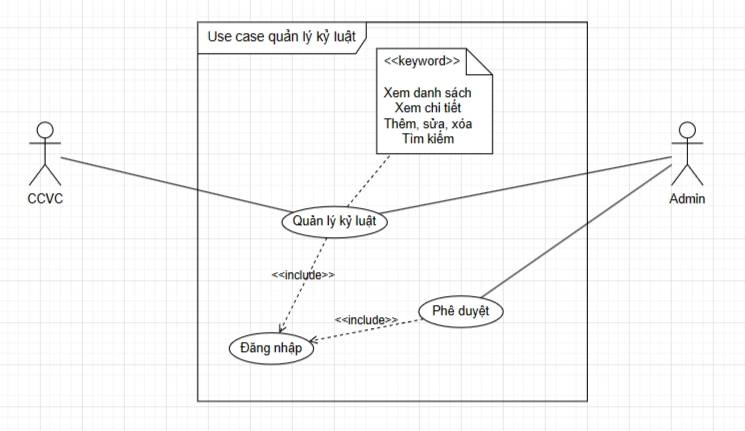 Use case quản lý kỷ luật
<<keyword>>
Xem danh sách
Xem chi tiết
Thêm, sửa, xóa
Tìm kiếm
CCVC
Admin
Quản lý kỷ luật
<<include>>
Phê duyệt
<<include>>
Đăng nhập